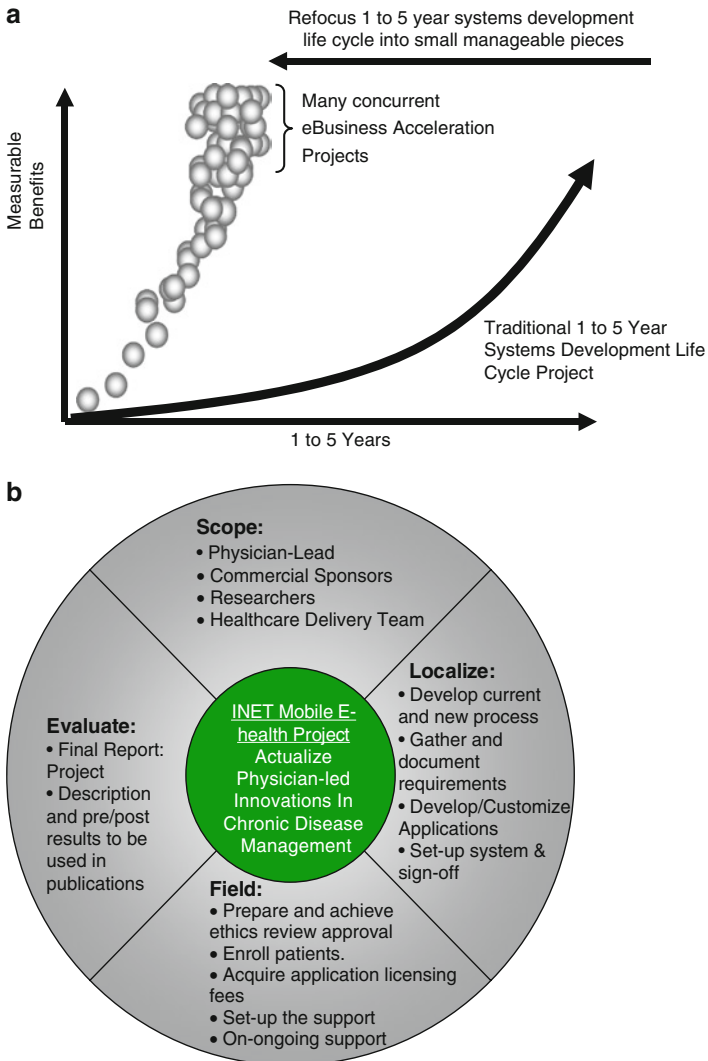 a
Refocus 1 to 5 year systems development
life cycle into small manageable pieces
Many concurrent
eBusiness Acceleration
Projects
Measurable
Benefits
Traditional 1 to 5 Year
Systems Development Life
Cycle Project
1 to 5 Years
b
Scope:
• Physician-Lead
• Commercial Sponsors
• Researchers
• Healthcare Delivery Team
Localize:
• Develop current
and new process
• Gather and
document
requirements
• Develop/Customize
Applications
• Set-up system &
sign-off
INET Mobile E-
health Project
Actualize
Physician-led
Innovations In
Chronic Disease
Management
Evaluate:
• Final Report:
Project
• Description
and pre/post
results to be
used in
publications
Field:
• Prepare and achieve
ethics review approval
• Enroll patients.
• Acquire application licensing
fees
• Set-up the support
• On-ongoing support